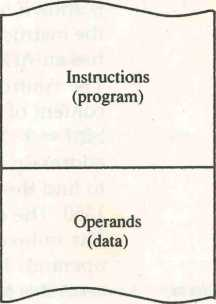 Instructions
(program)
Operands
(data)